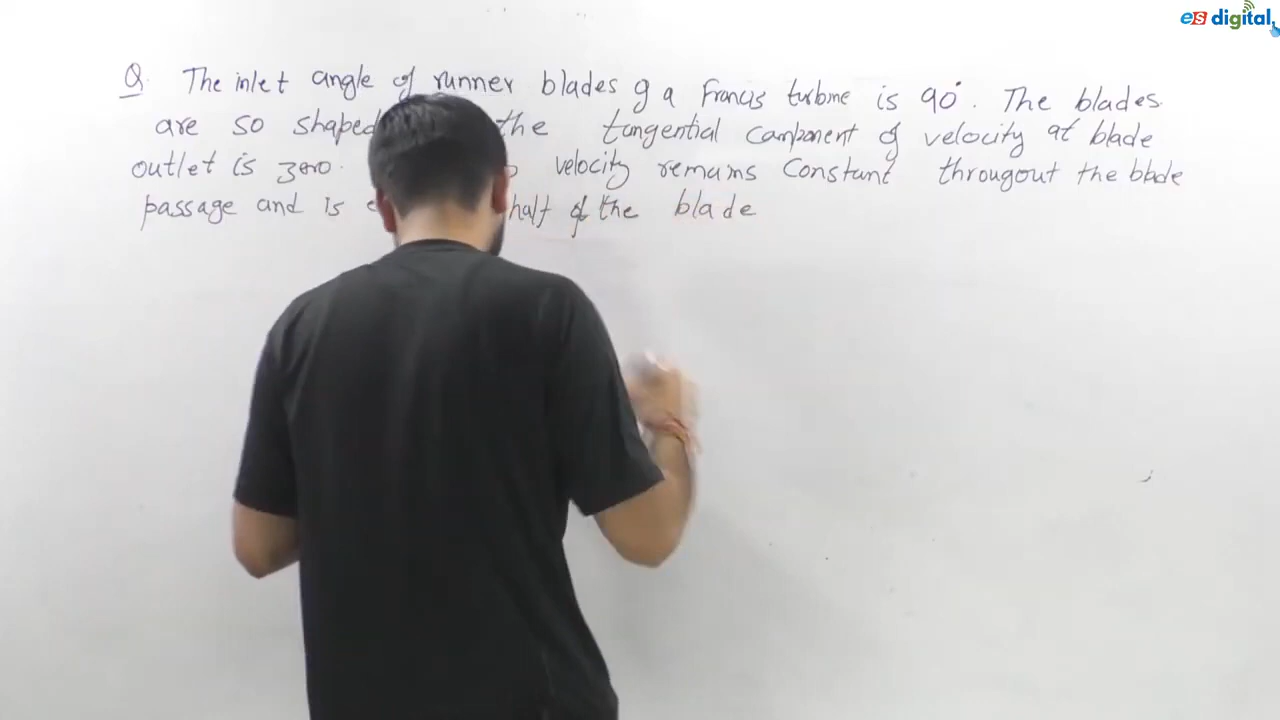 es digital
Q. The inlet angle of runner blades of a Francis turbine is 90°. The blades
are so shaped the tangential component of velocity at blade
outlet is zero. velocity remains Constant througout the blade
passage and is half of the blade